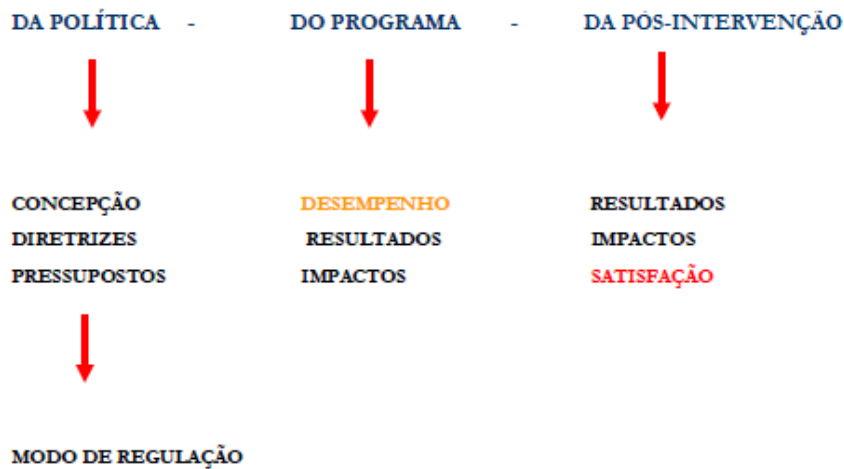 DA POLÍTICA - DO PROGRAMA - DA PÓS-INTERVENÇÃO
CONCEPÇÃO DESEMPENHO RESULTADOS
DIRETRIZES RESULTADOS IMPACTOS
PRESSUPOSTOS IMPACTOS SATISFAÇÃO
MODO DE REGULAÇÃO